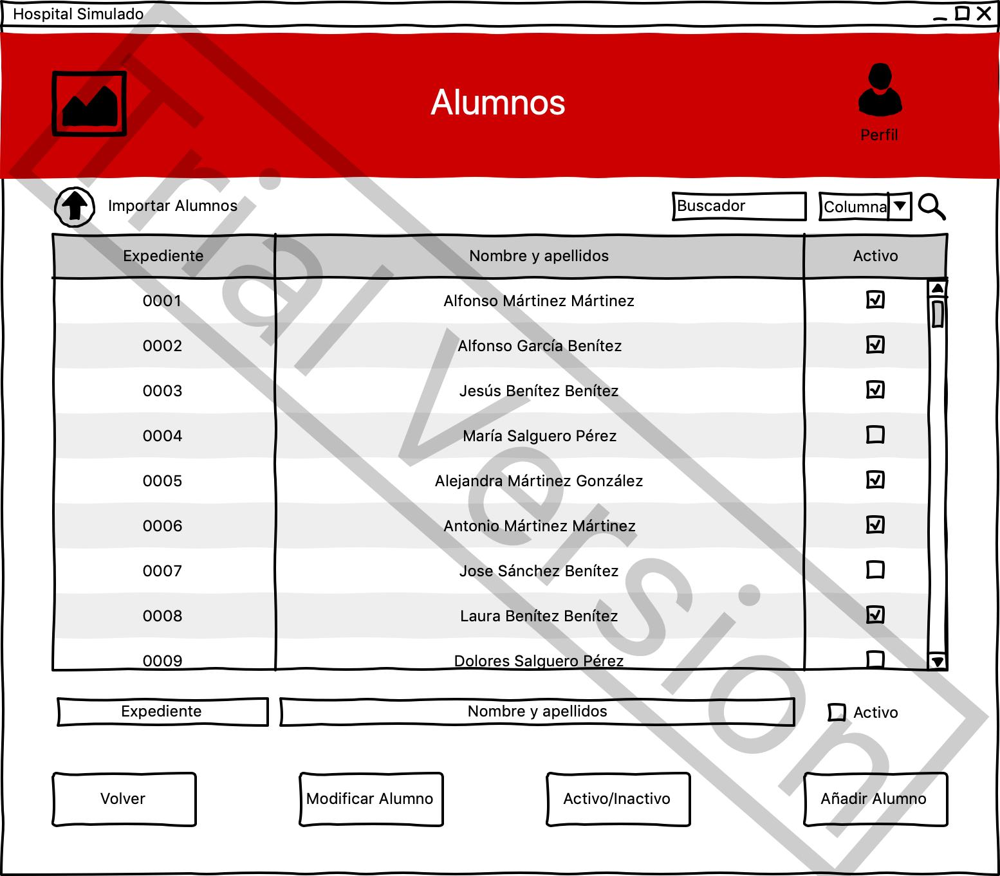 Hospital Simulado
Alumnos
Perfil
Importar Alumnos
Buscador
Columna
Expediente Nombre y apellidos Activo
0001 Alfonso Mártinez Mártinez
0002 Alfonso García Benítez
0003 Jesús Benítez Benítez
0004 María Salguero Pérez
0005 Alejandra Mártinez González
0006 Antonio Mártinez Mártinez
0007 Jose Sánchez Benítez
0008 Laura Benítez Benítez
0009 Dolores Salguero Pérez
Expediente Nombre y apellidos Activo
Volver Modificar Alumno Activo/Inactivo Añadir Alumno
Trial Version